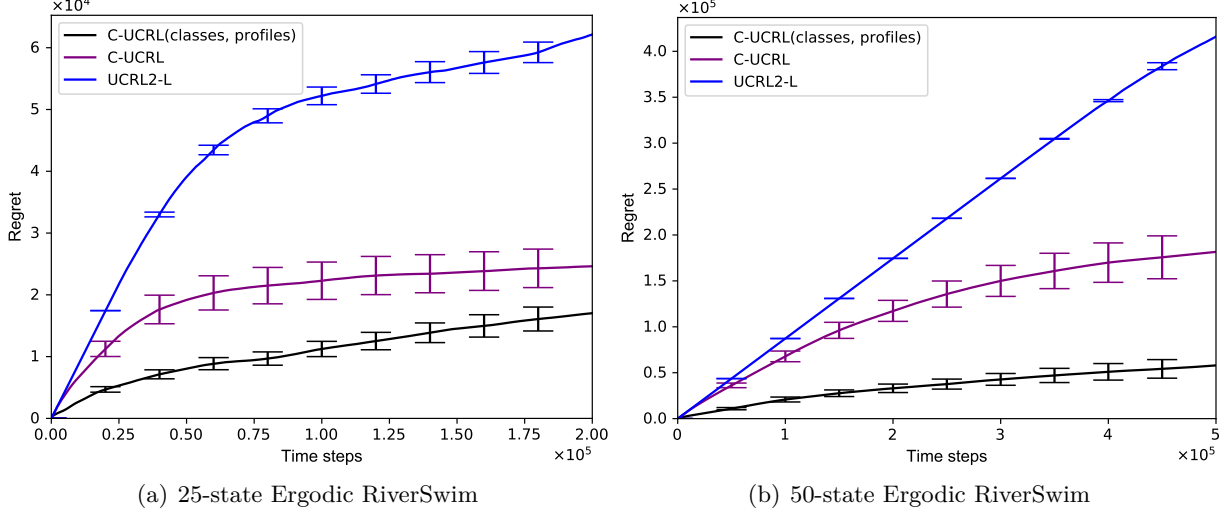 ×10⁴
6
5
4
3
2
1
0
Regret
C-UCRL(classes, profiles)
C-UCRL
UCRL2-L
0.00 0.25 0.50 0.75 1.00 1.25 1.50 1.75 2.00
Time steps
×10⁵
(a) 25-state Ergodic RiverSwim
×10⁵
4.0
3.5
3.0
2.5
2.0
1.5
1.0
0.5
0.0
Regret
C-UCRL(classes, profiles)
C-UCRL
UCRL2-L
0 1 2 3 4 5
Time steps
×10⁵
(b) 50-state Ergodic RiverSwim